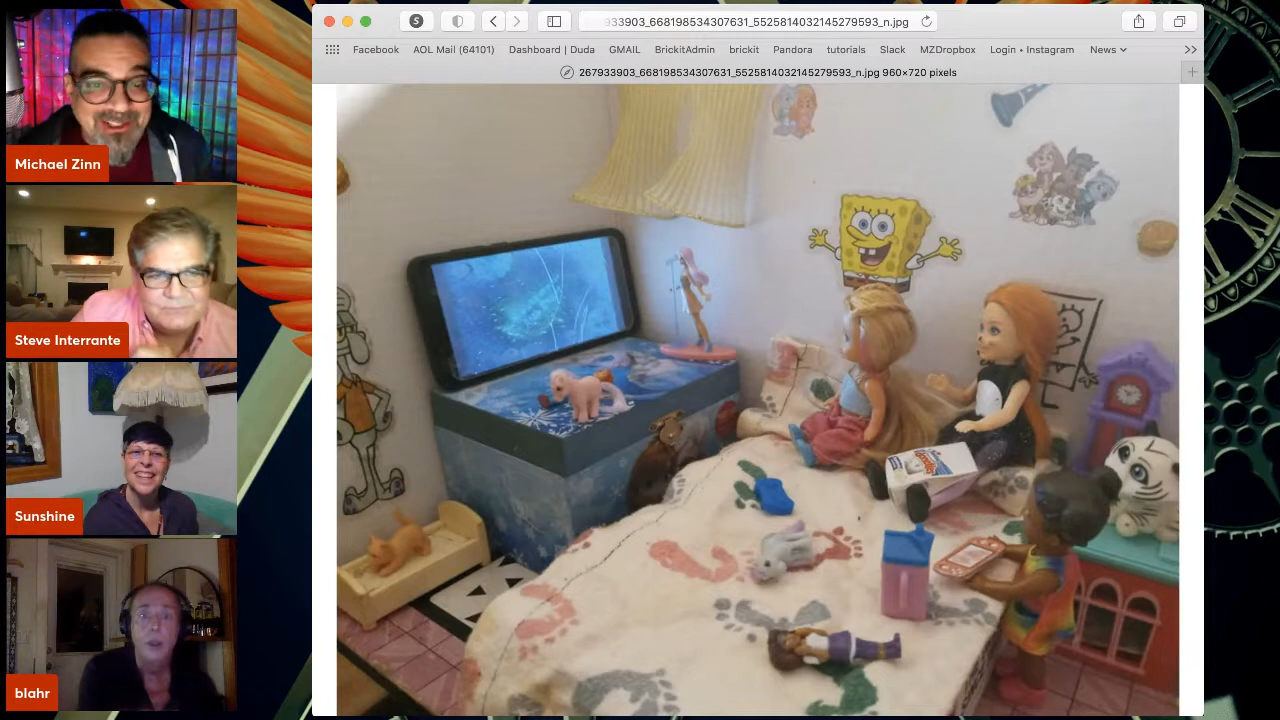 Michael Zinn
Steve Interrante
Sunshine
blahr
S
933903_668198534307631_5525814032145279593_n.jpg
Facebook AOL Mail (64101) Dashboard | Duda GMAIL BrickitAdmin brickit Pandora tutorials Slack MZDropbox Login • Instagram News
267933903_668198534307631_5525814032145279593_n.jpg 960×720 pixels